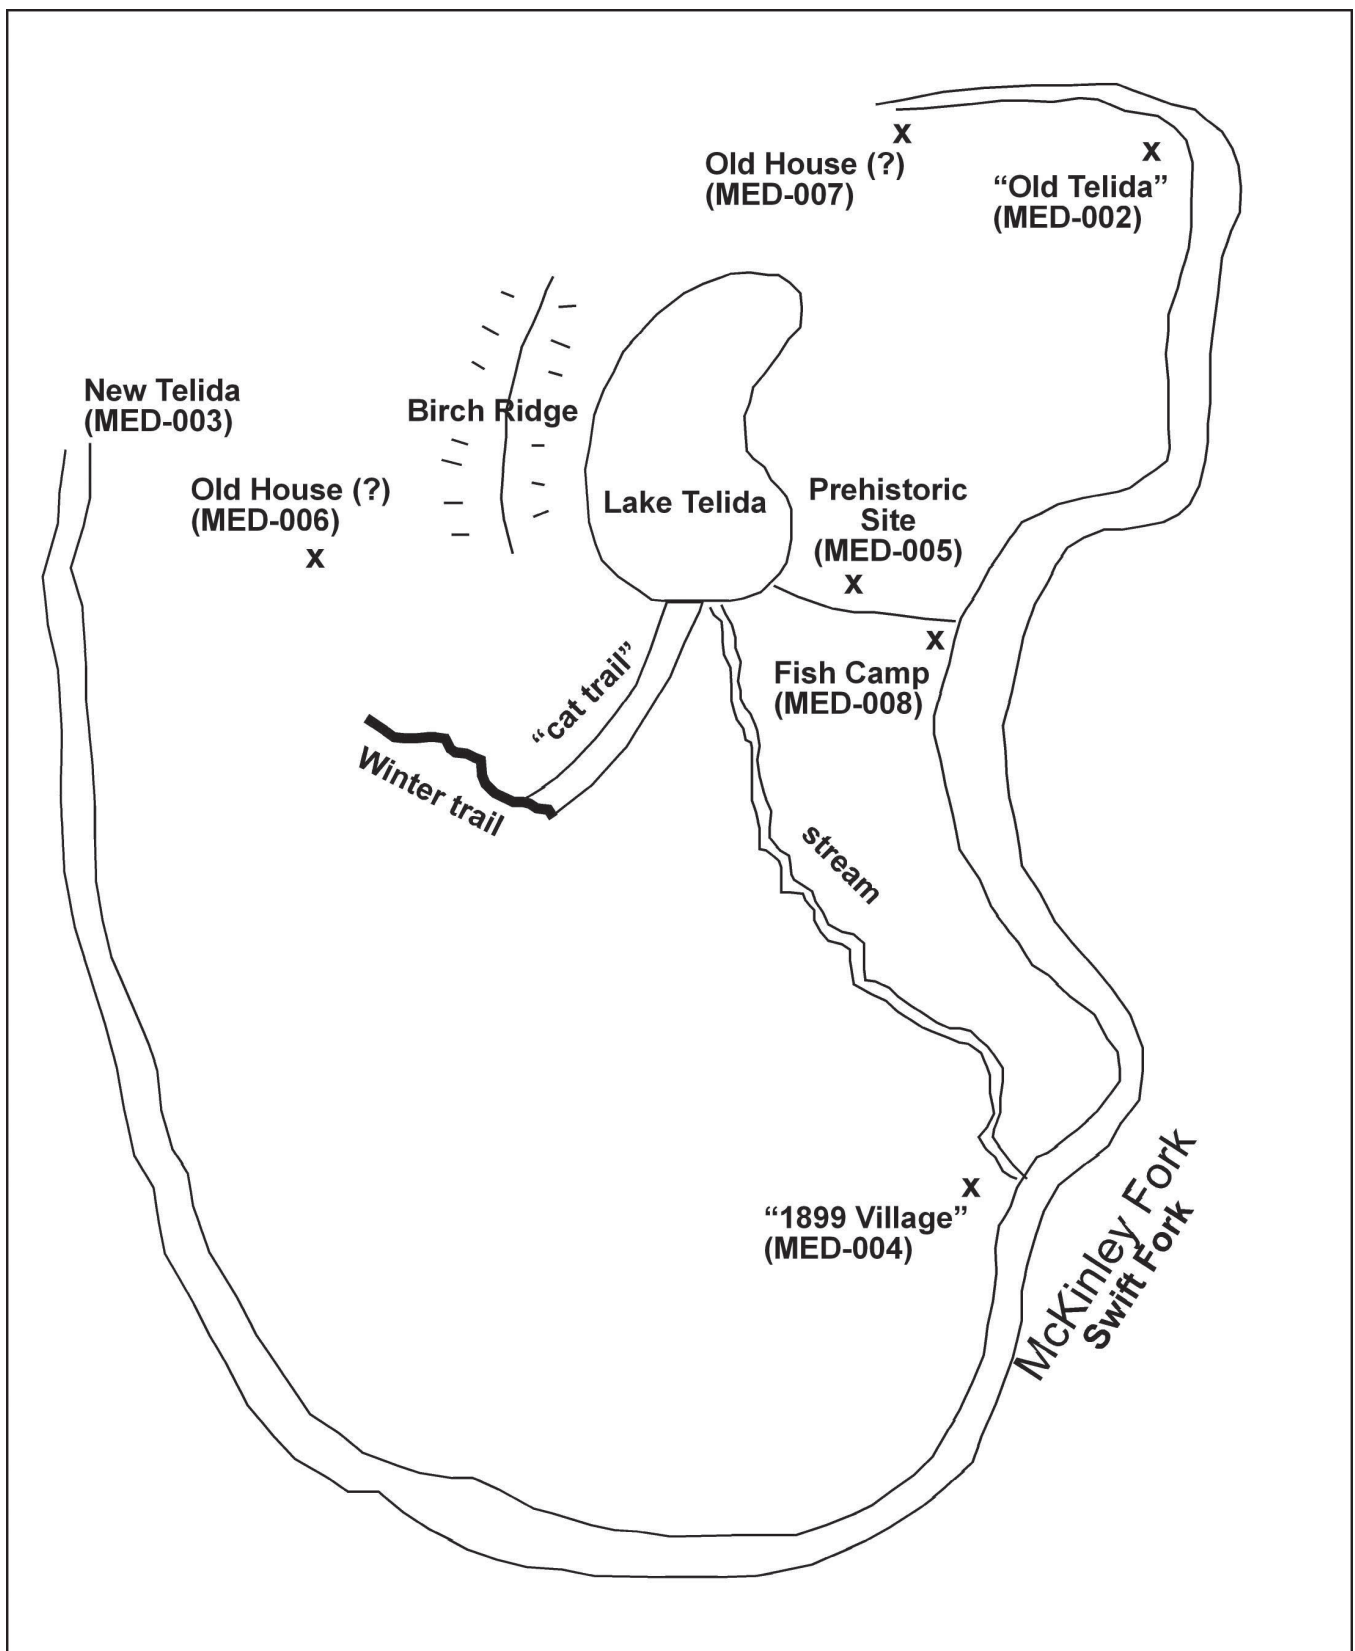 x
x
Old House (?)
(MED-007)
“Old Telida”
(MED-002)
New Telida
(MED-003)
Birch Ridge
Old House (?)
(MED-006)
x
Lake Telida
Prehistoric
Site
(MED-005)
x
x
Fish Camp
(MED-008)
“cat trail”
Winter trail
stream
x
“1899 Village”
(MED-004)
McKinley Fork
Swift Fork